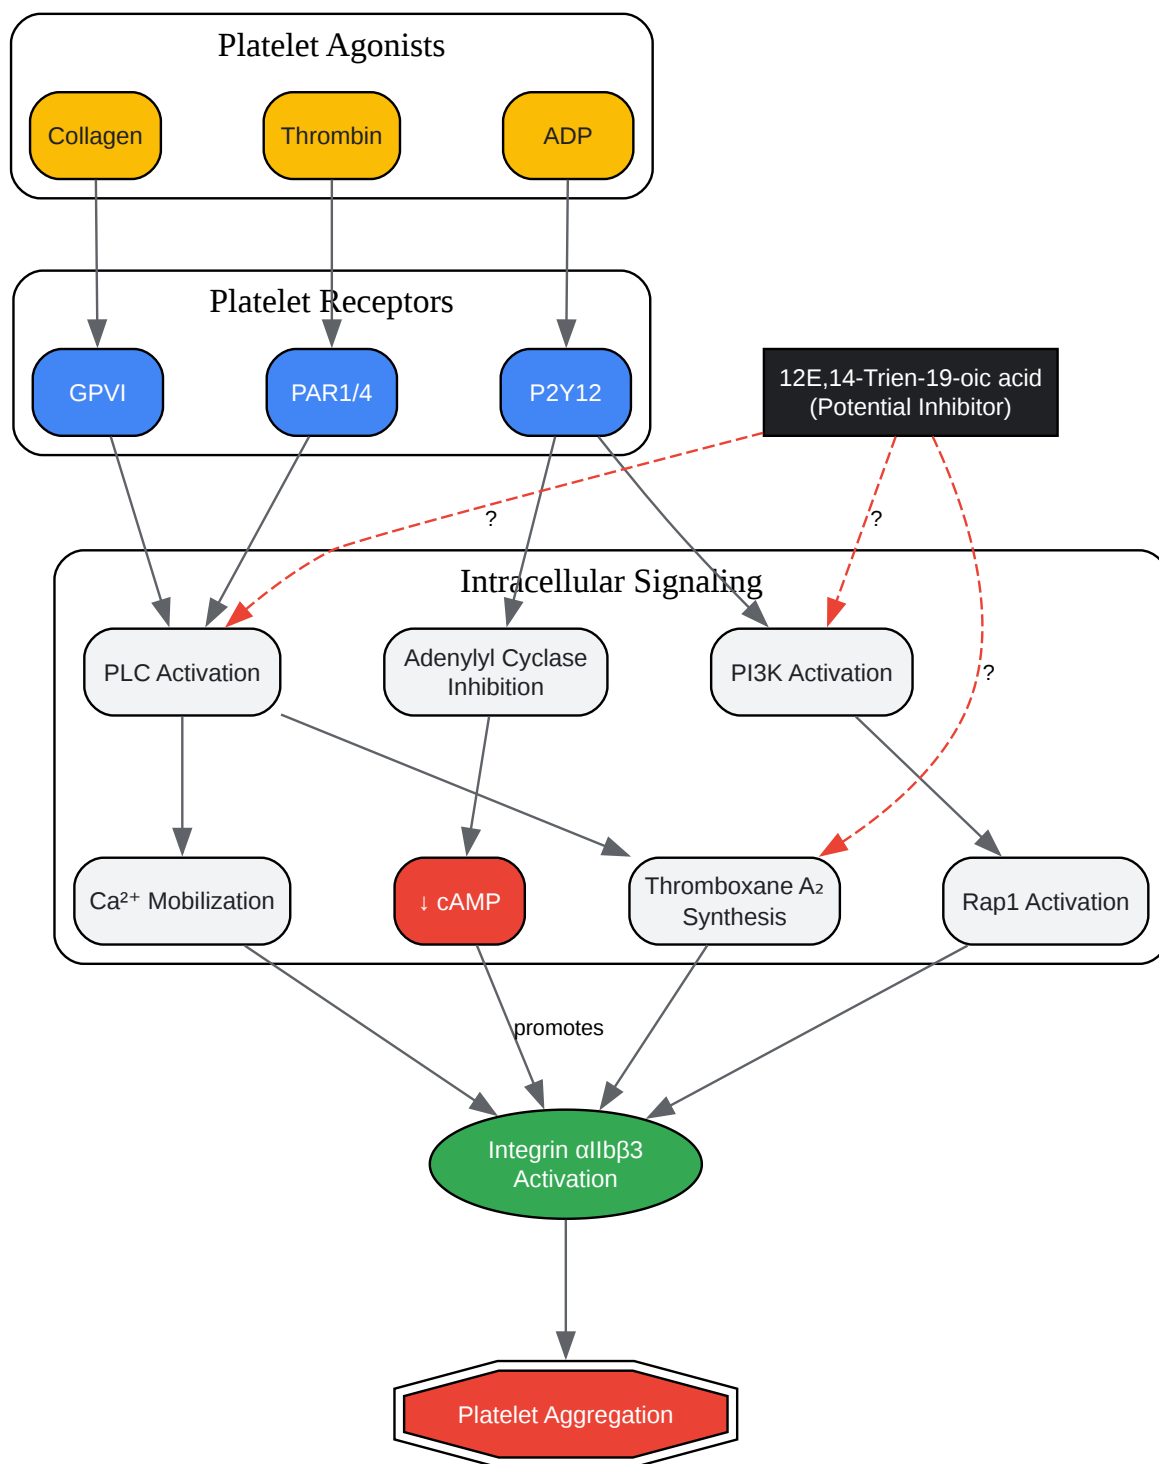 Platelet Agonists
Collagen
Thrombin
ADP
Platelet Receptors
GPVI
PAR1/4
P2Y12
12E,14-Trien-19-oic acid
(Potential Inhibitor)
?
?
Intracellular Signaling
PLC Activation
Adenylyl Cyclase
Inhibition
PI3K Activation
?
Ca²⁺ Mobilization
↓ cAMP
Thromboxane A₂
Synthesis
Rap1 Activation
promotes
Integrin αIIbβ3
Activation
Platelet Aggregation